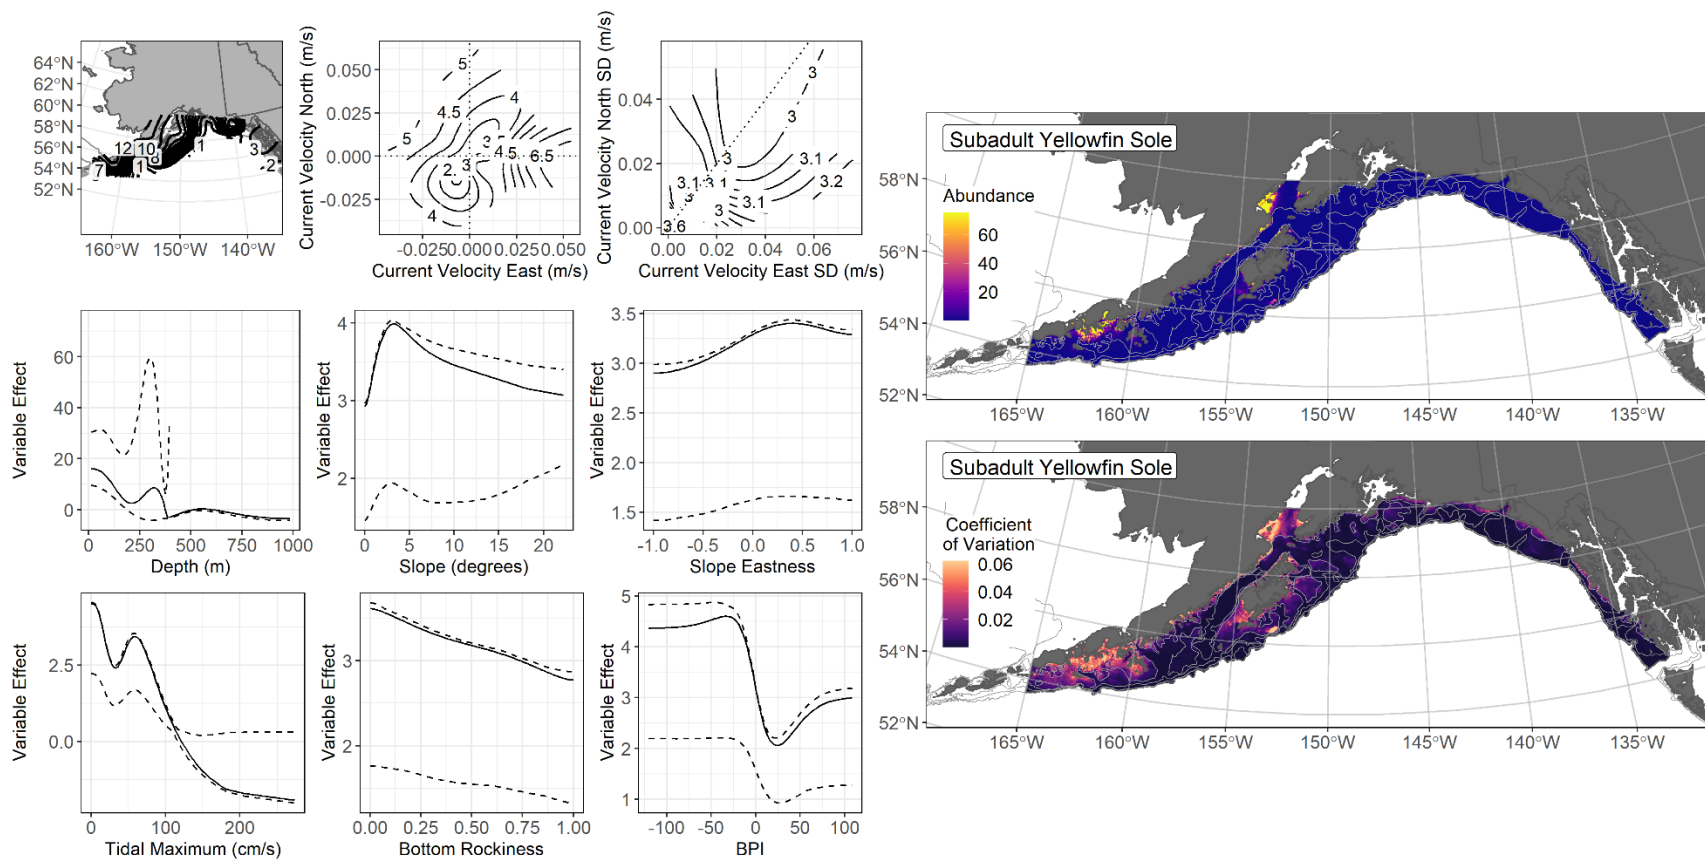 64°N
62°N
60°N
58°N
56°N
54°N
52°N
12
10
8
1
1
7
3
2
160°W 150°W 140°W
Current Velocity North (m/s)
0.050
0.025
0.000
-0.025
5
4
4.5
5
3
4
4.5
6.5
3
2.
4
-0.025 0.000 0.025 0.050
Current Velocity East (m/s)
Current Velocity North SD (m/s)
0.04
0.02
0.00
3
3
3
3.1
3.2
3.1
3.1
3
3.1
3.6
0.00 0.02 0.04 0.06
Current Velocity East SD (m/s)
Variable Effect
60
40
20
0
0 250 500 750 1000
Depth (m)
Variable Effect
4
3
2
0 5 10 15 20
Slope (degrees)
Variable Effect
3.5
3.0
2.5
2.0
1.5
-1.0 -0.5 0.0 0.5 1.0
Slope Eastness
Variable Effect
2.5
0.0
0 100 200
Tidal Maximum (cm/s)
Variable Effect
3
2
0.00 0.25 0.50 0.75 1.00
Bottom Rockiness
Variable Effect
5
4
3
2
1
-100 -50 0 50 100
BPI
Subadult Yellowfin Sole
Abundance
60
40
20
58°N
56°N
54°N
52°N
165°W 160°W 155°W 150°W 145°W 140°W 135°W
Subadult Yellowfin Sole
Coefficient
of Variation
0.06
0.04
0.02
58°N
56°N
54°N
52°N
165°W 160°W 155°W 150°W 145°W 140°W 135°W